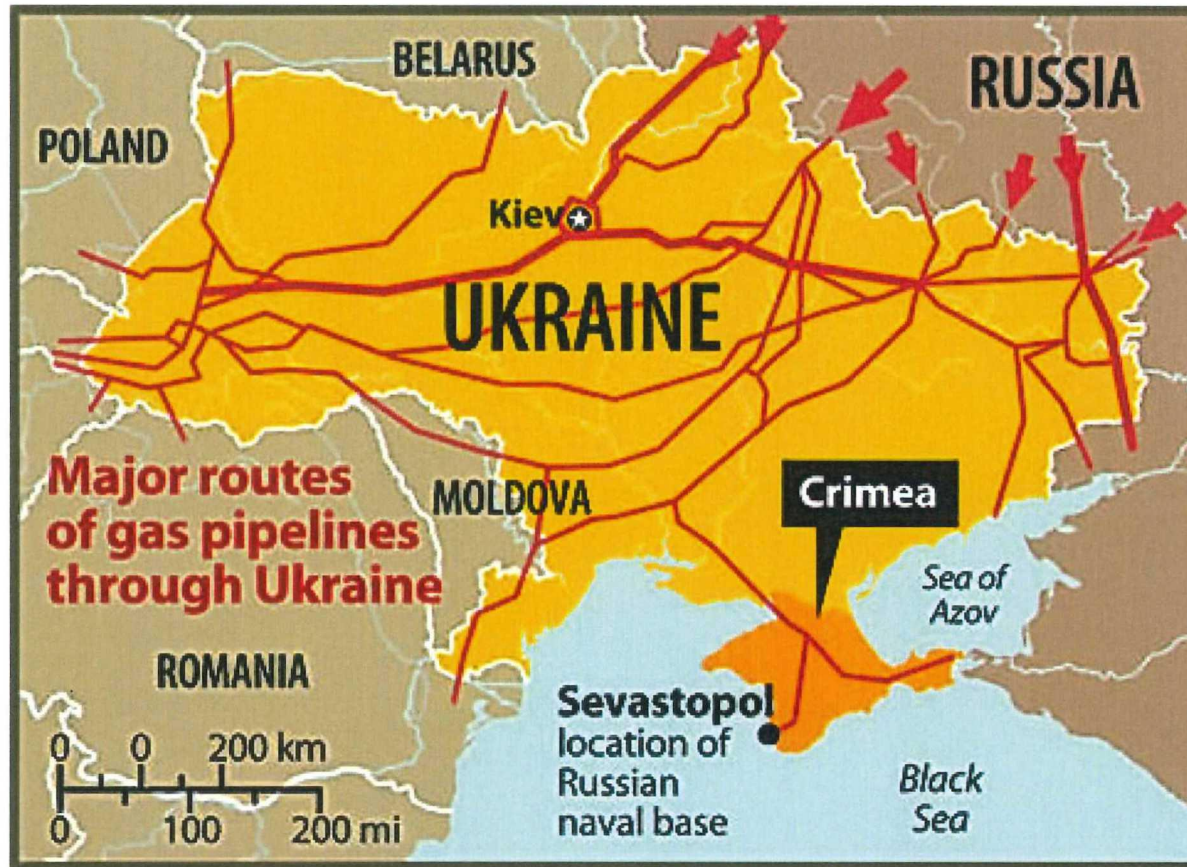 BELARUS
RUSSIA
POLAND
Kiev
UKRAINE
Major routes
of gas pipelines
through Ukraine
MOLDOVA
Crimea
Sea of
Azov
ROMANIA
Sevastopol
location of
Russian
naval base
Black
Sea
0 0 200 km
0 100 200 mi